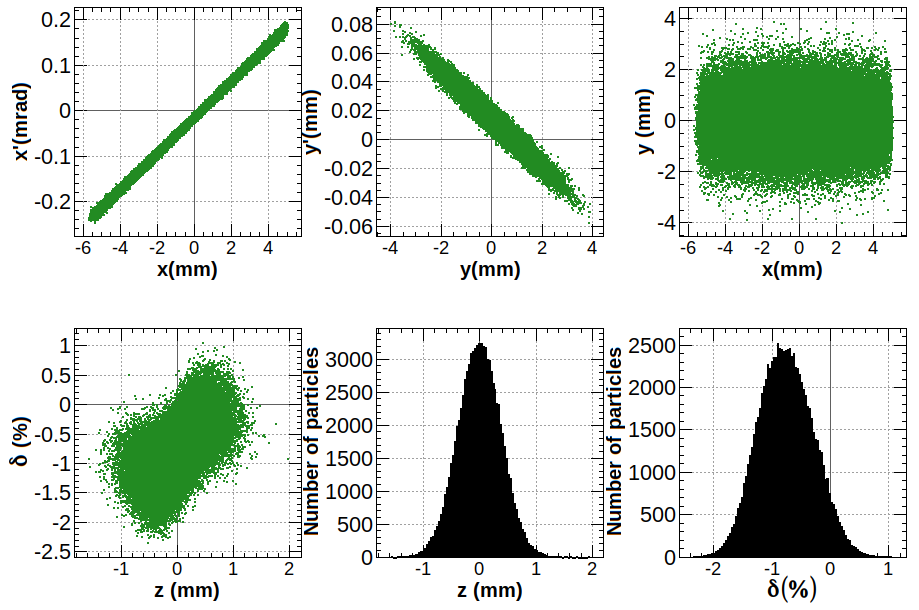 0.2
0.1
0
-0.1
-0.2
x'(mrad)
-6 -4 -2 0 2 4
x(mm)
0.08
0.06
0.04
0.02
0
-0.02
-0.04
-0.06
y'(mm)
-4 -2 0 2 4
y(mm)
4
2
0
-2
-4
y (mm)
-6 -4 -2 0 2 4
x(mm)
1
0.5
0
-0.5
-1
-1.5
-2
-2.5
δ (%)
-1 0 1 2
z (mm)
3000
2500
2000
1500
1000
500
0
Number of particles
-1 0 1 2
z (mm)
2500
2000
1500
1000
500
0
Number of particles
-2 -1 0 1
δ(%)